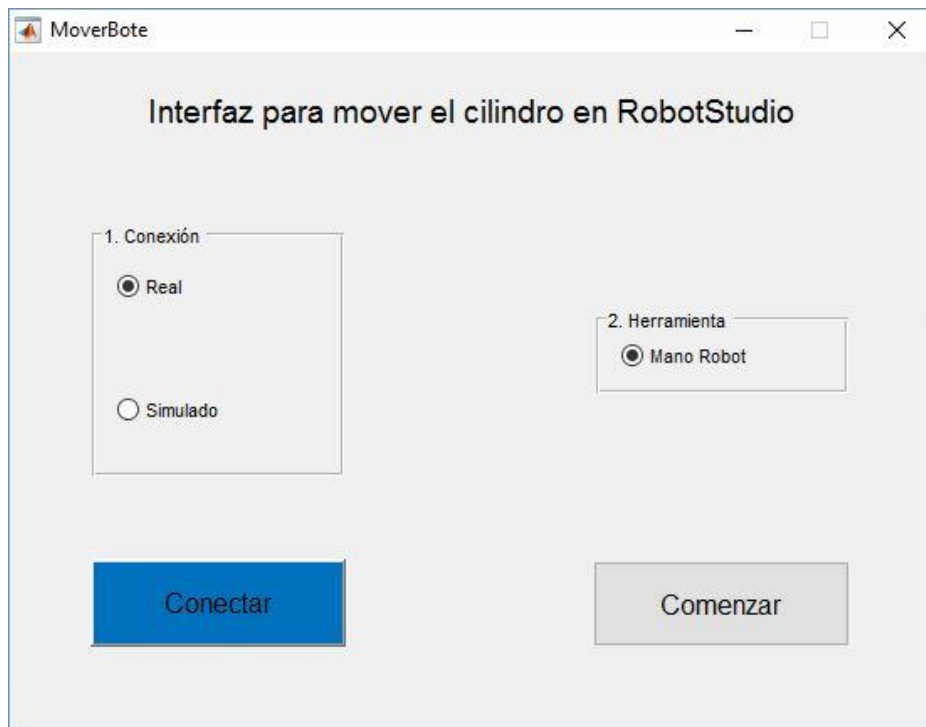 MoverBote
Interfaz para mover el cilindro en RobotStudio
1. Conexión
Real
Simulado
2. Herramienta
Mano Robot
Conectar
Comenzar